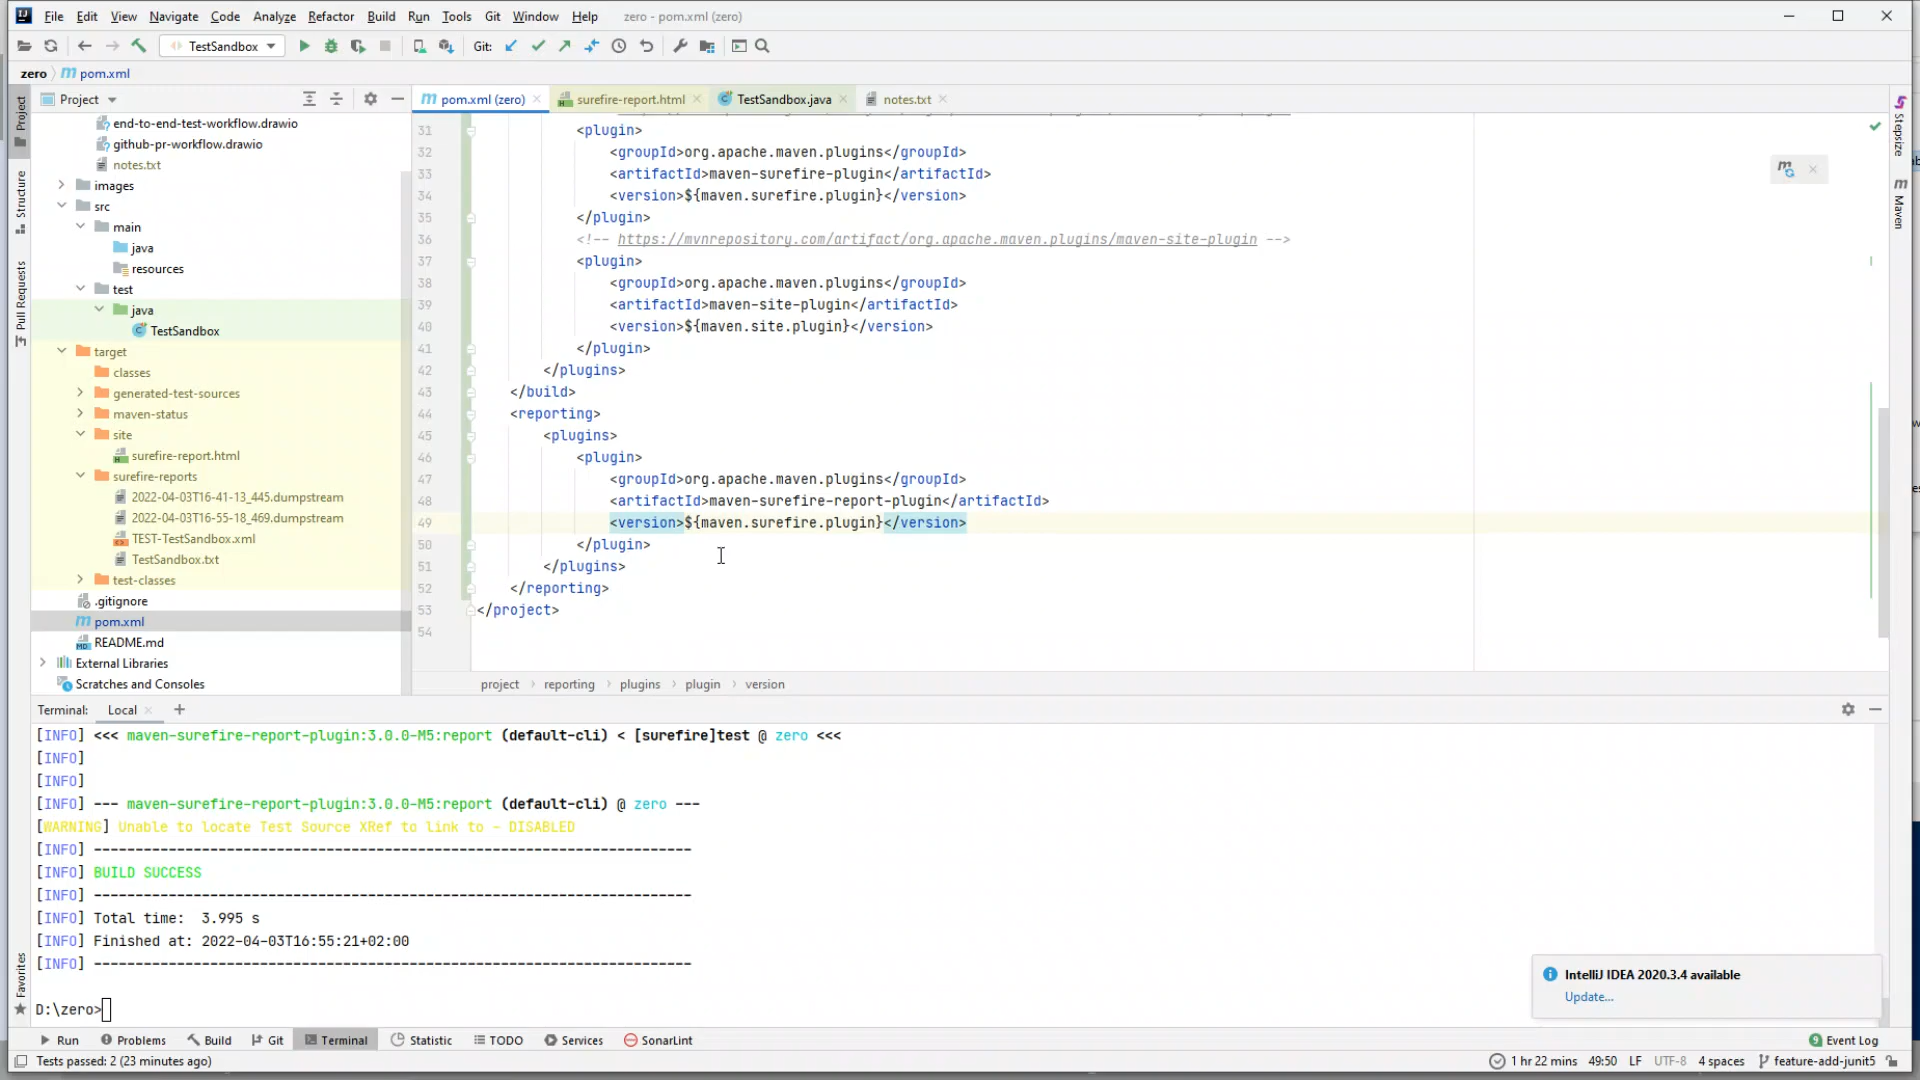 File Edit View Navigate Code Analyze Refactor Build Run Tools Git Window Help zero - pom.xml (zero)
TestSandbox Git:
zero pom.xml
Project
pom.xml (zero) surefire-report.html TestSandbox.java notes.txt
end-to-end-test-workflow.drawio
github-pr-workflow.drawio
notes.txt
images
src
main
java
resources
test
java
TestSandbox
target
classes
generated-test-sources
maven-status
site
surefire-report.html
surefire-reports
2022-04-03T16-41-13_445.dumpstream
2022-04-03T16-55-18_469.dumpstream
TEST-TestSandbox.xml
TestSandbox.txt
test-classes
.gitignore
pom.xml
README.md
External Libraries
Scratches and Consoles
Project
Structure
Pull Requests
Favorites
31 <plugin>
32 <groupId>org.apache.maven.plugins</groupId>
33 <artifactId>maven-surefire-plugin</artifactId>
34 <version>${maven.surefire.plugin}</version>
35 </plugin>
36 <!-- https://mvnrepository.com/artifact/org.apache.maven.plugins/maven-site-plugin -->
37 <plugin>
38 <groupId>org.apache.maven.plugins</groupId>
39 <artifactId>maven-site-plugin</artifactId>
40 <version>${maven.site.plugin}</version>
41 </plugin>
42 </plugins>
43 </build>
44 <reporting>
45 <plugins>
46 <plugin>
47 <groupId>org.apache.maven.plugins</groupId>
48 <artifactId>maven-surefire-report-plugin</artifactId>
49 <version>${maven.surefire.plugin}</version>
50 </plugin>
51 </plugins>
52 </reporting>
53 </project>
54
project › reporting › plugins › plugin › version
Stepsize
Maven
Terminal: Local
[INFO] <<< maven-surefire-report-plugin:3.0.0-M5:report (default-cli) < [surefire]test @ zero <<<
[INFO]
[INFO]
[INFO] --- maven-surefire-report-plugin:3.0.0-M5:report (default-cli) @ zero ---
[WARNING] Unable to locate Test Source XRef to link to - DISABLED
[INFO] ------------------------------------------------------------------------
[INFO] BUILD SUCCESS
[INFO] ------------------------------------------------------------------------
[INFO] Total time:  3.995 s
[INFO] Finished at: 2022-04-03T16:55:21+02:00
[INFO] ------------------------------------------------------------------------
D:\zero>
IntelliJ IDEA 2020.3.4 available
Update...
Run Problems Build Git Terminal Statistic TODO Services SonarLint 9 Event Log
Tests passed: 2 (23 minutes ago) 1 hr 22 mins 49:50 LF UTF-8 4 spaces feature-add-junit5